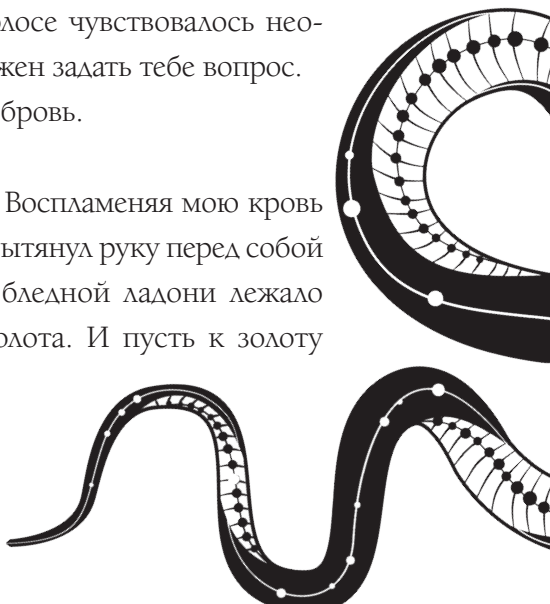 лосе чувствовалось нео-
жен задать тебе вопрос.
бровь.
Воспламеняя мою кровь
ытянул руку перед собой
бледной ладони лежало
олота. И пусть к золоту